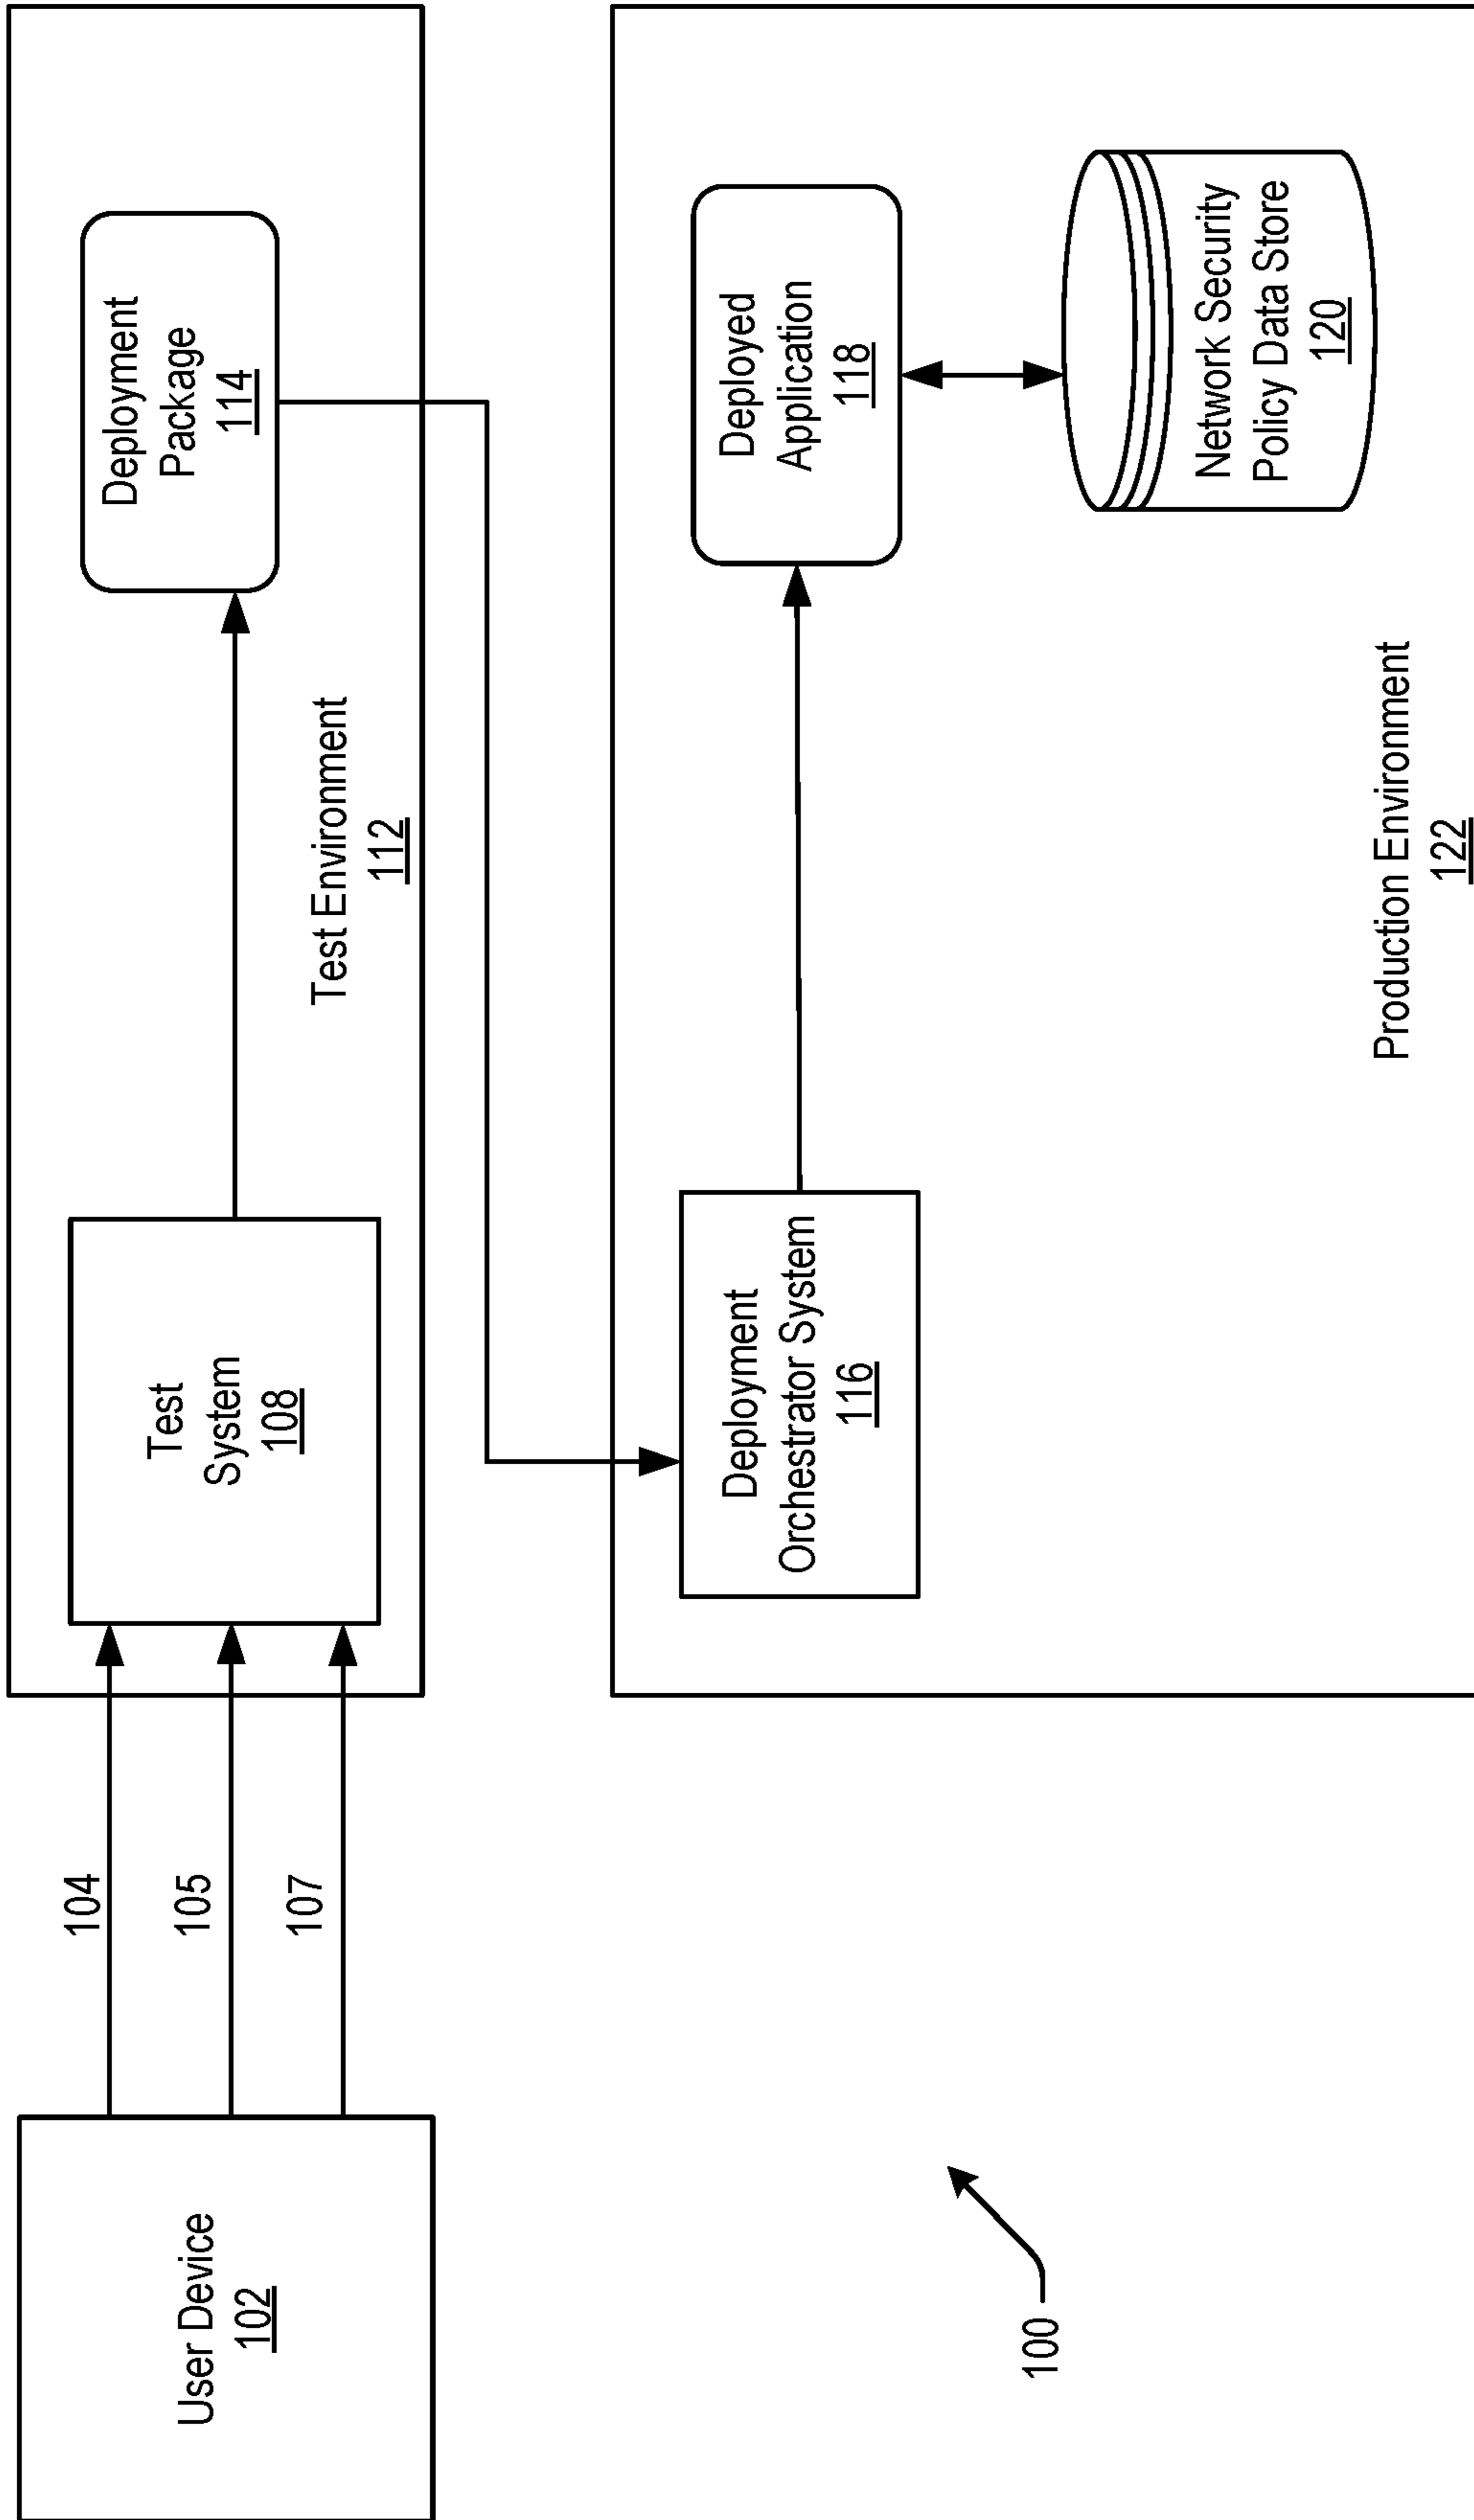 User Device
102
104
105
107
Test
System
108
Deployment
Package
114
Test Environment
112
Deployment
Orchestrator System
116
Deployed
Application
118
Network Security
Policy Data Store
120
Production Environment
122
100